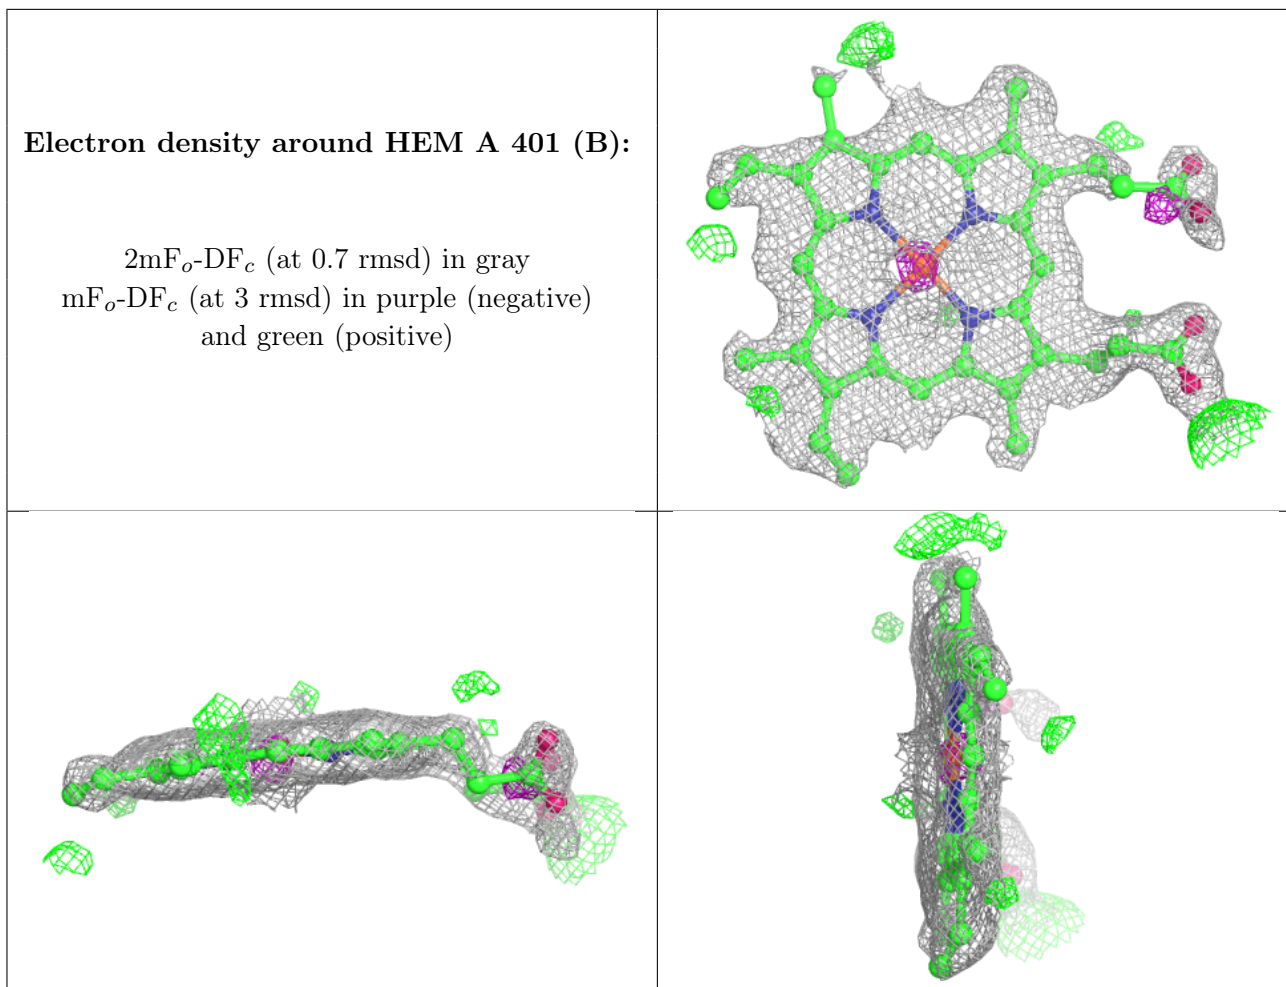 Electron density around HEM A 401 (B):
2mFo-DFc (at 0.7 rmsd) in gray
mFo-DFc (at 3 rmsd) in purple (negative)
and green (positive)